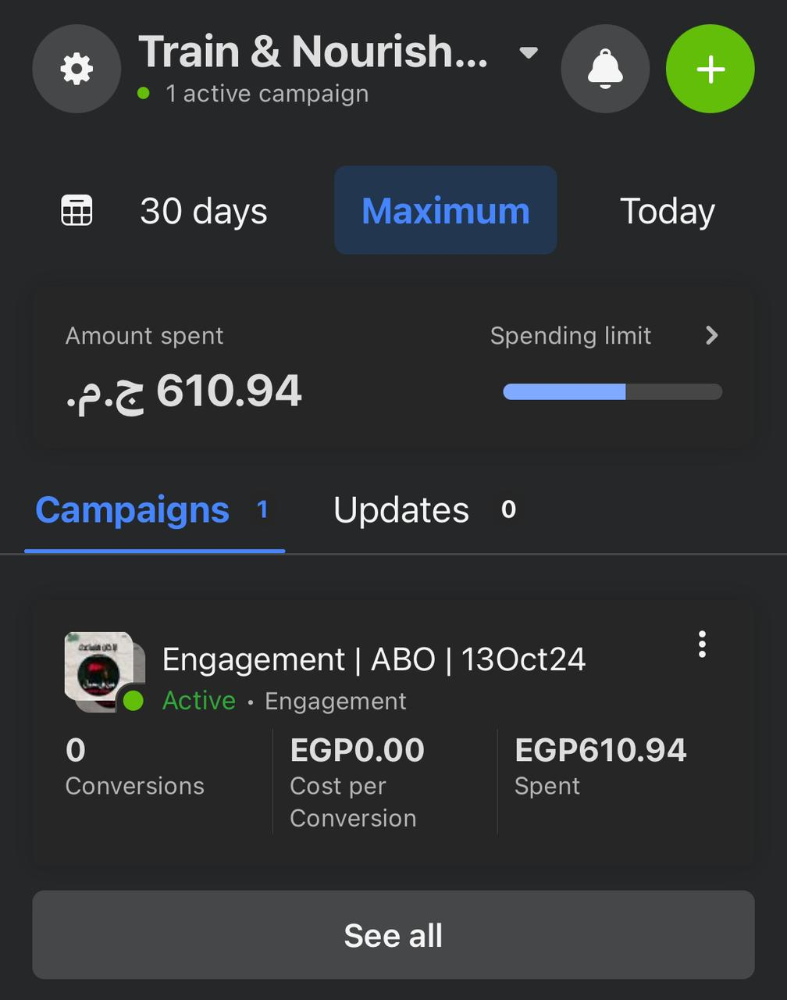 Train & Nourish...
1 active campaign
30 days
Maximum
Today
Amount spent
Spending limit
ج.م.‏ 610.94
Campaigns 1
Updates 0
Engagement | ABO | 13Oct24
Active • Engagement
0
Conversions
EGP0.00
Cost per
Conversion
EGP610.94
Spent
See all